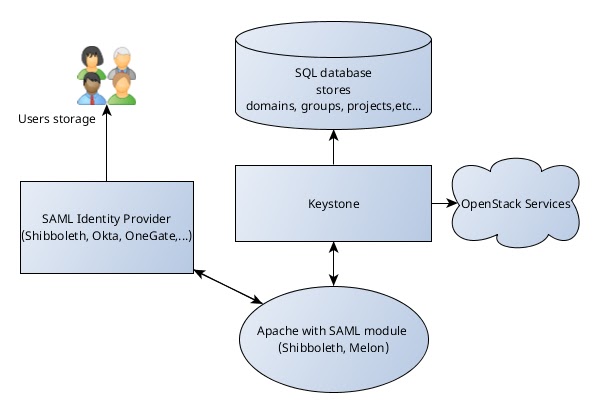 SQL database
stores
domains, groups, projects,etc...
Users storage
SAML Identity Provider
(Shibboleth, Okta, OneGate,...)
Keystone
OpenStack Services
Apache with SAML module
(Shibboleth, Melon)